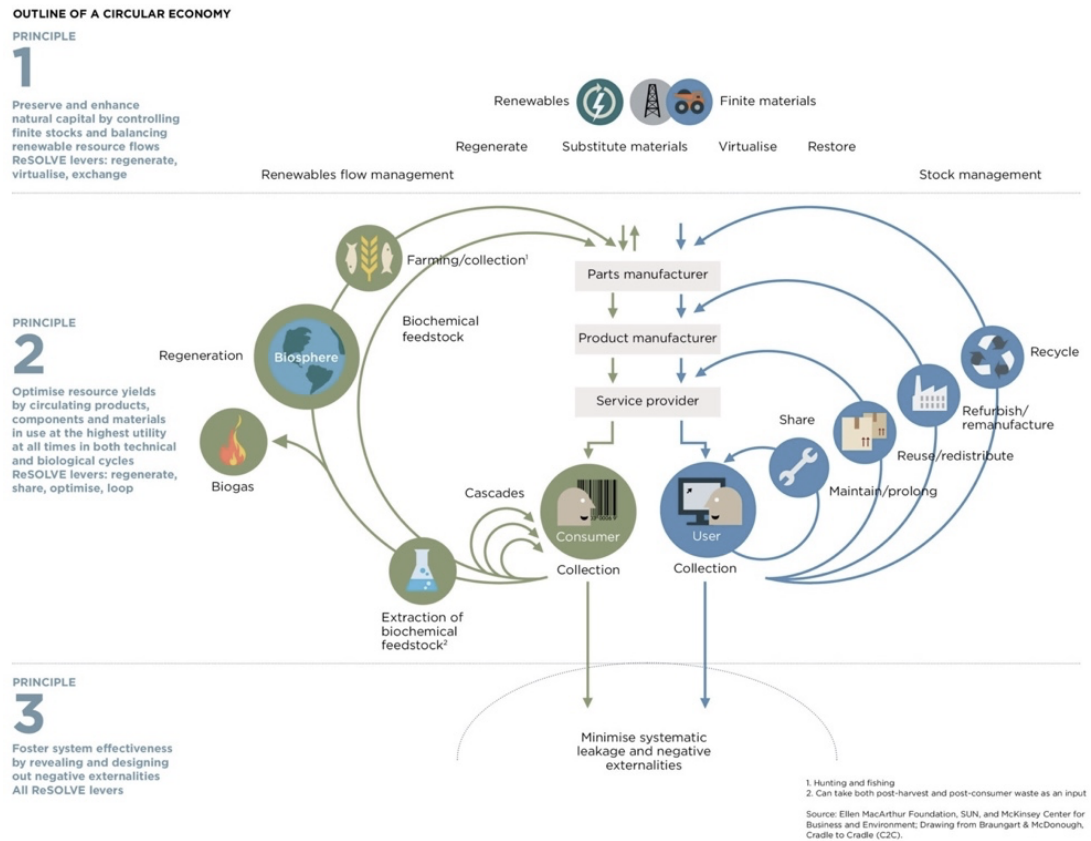 OUTLINE OF A CIRCULAR ECONOMY
PRINCIPLE
1
Preserve and enhance
natural capital by controlling
finite stocks and balancing
renewable resource flows
ReSOLVE levers: regenerate,
virtualise, exchange
Renewables
Finite materials
Regenerate
Substitute materials
Virtualise
Restore
Renewables flow management
Stock management
PRINCIPLE
2
Optimise resource yields
by circulating products,
components and materials
in use at the highest utility
at all times in both technical
and biological cycles
ReSOLVE levers: regenerate,
share, optimise, loop
Farming/collection¹
Parts manufacturer
Biochemical
feedstock
Product manufacturer
Regeneration
Biosphere
Recycle
Service provider
Share
Refurbish/
remanufacture
Reuse/redistribute
Biogas
Cascades
Maintain/prolong
Consumer
User
Collection
Collection
Extraction of
biochemical
feedstock²
PRINCIPLE
3
Foster system effectiveness
by revealing and designing
out negative externalities
All ReSOLVE levers
Minimise systematic
leakage and negative
externalities
1. Hunting and fishing
2. Can take both post-harvest and post-consumer waste as an input
Source: Ellen MacArthur Foundation, SUN, and McKinsey Center for
Business and Environment; Drawing from Braungart & McDonough,
Cradle to Cradle (C2C).